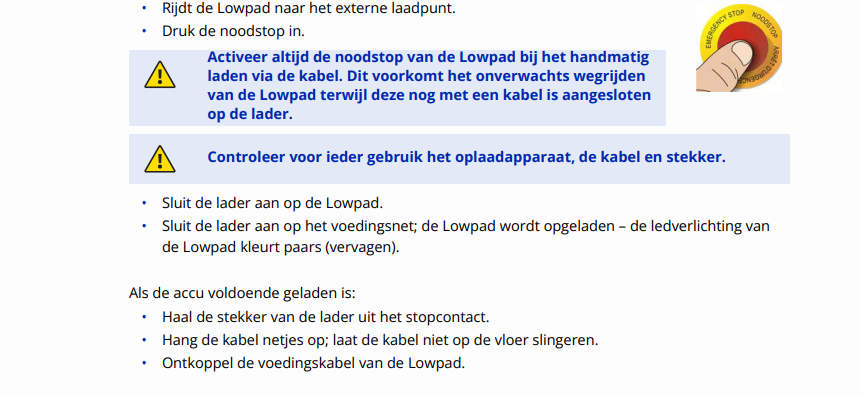 • Rijdt de Lowpad naar het externe laadpunt.
• Druk de noodstop in.
EMERGENCY STOP NOODSTOP ARRET D'URGENCE
Activeer altijd de noodstop van de Lowpad bij het handmatig
laden via de kabel. Dit voorkomt het onverwachts wegrijden
van de Lowpad terwijl deze nog met een kabel is aangesloten
op de lader.
Controleer voor ieder gebruik het oplaadapparaat, de kabel en stekker.
• Sluit de lader aan op de Lowpad.
• Sluit de lader aan op het voedingsnet; de Lowpad wordt opgeladen – de ledverlichting van
de Lowpad kleurt paars (vervagen).
Als de accu voldoende geladen is:
• Haal de stekker van de lader uit het stopcontact.
• Hang de kabel netjes op; laat de kabel niet op de vloer slingeren.
• Ontkoppel de voedingskabel van de Lowpad.